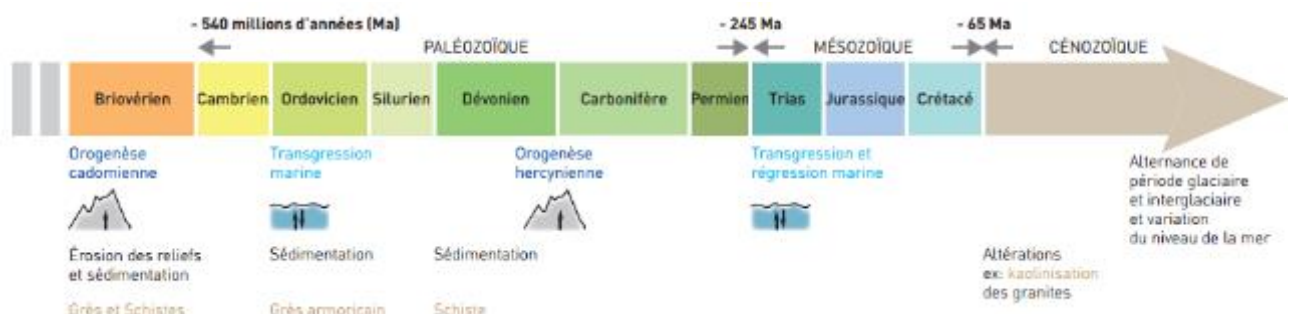 - 540 millions d'années (Ma)
- 245 Ma
- 65 Ma
PALÉOZOÏQUE
MÉSOZOÏQUE
CÉNOZOÏQUE
Briovérien
Cambrien
Ordovicien
Silurien
Dévonien
Carbonifère
Permien
Trias
Jurassique
Crétacé
Orogenèse
cadomienne
Transgression
marine
Orogenèse
hercynienne
Transgression et
régression marine
Alternance de
période glaciaire
et interglaciaire
et variation
du niveau de la mer
Érosion des reliefs
et sédimentation
Sédimentation
Sédimentation
Altérations
ex: kaolinisation
des granites
Grès et Schistes
Grès armoricain
Schiste